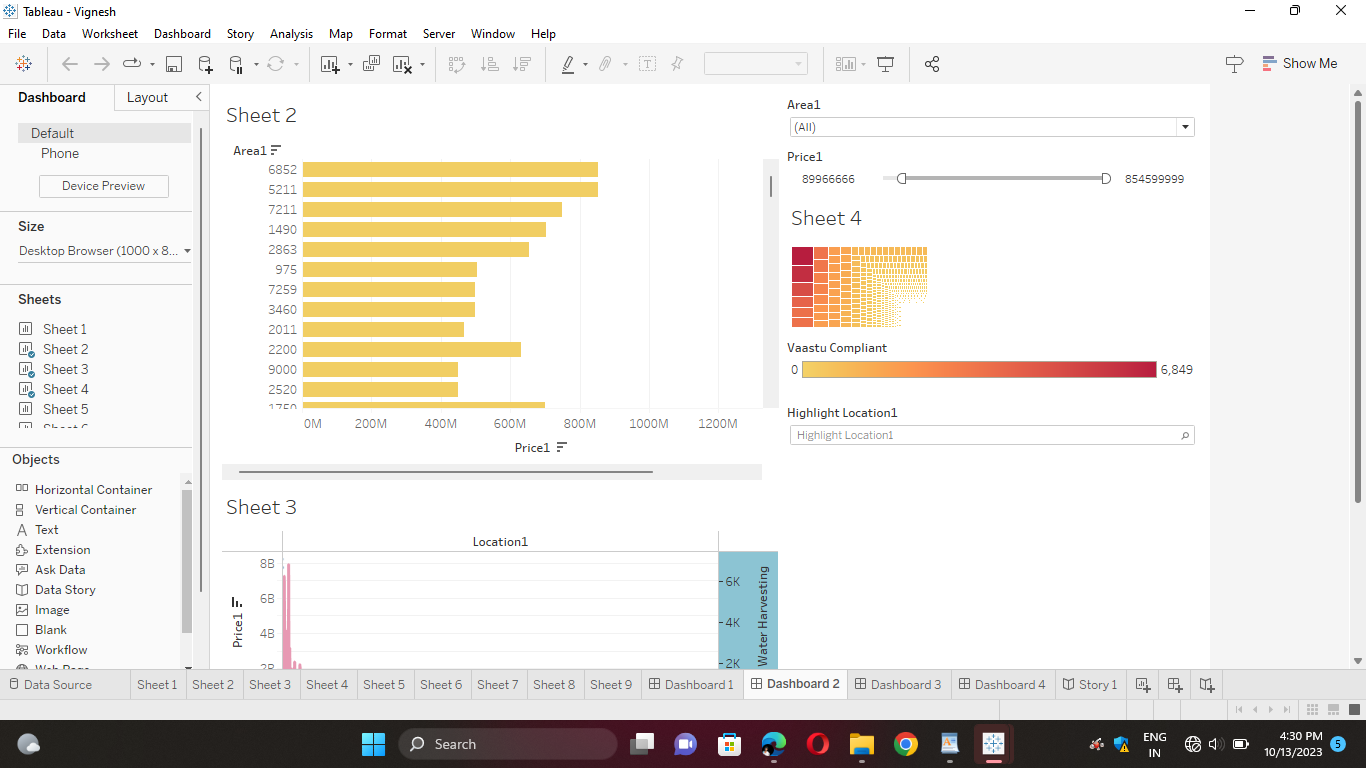 Tableau - Vignesh
File Data Worksheet Dashboard Story Analysis Map Format Server Window Help
Show Me
Dashboard Layout
Default
Phone
Device Preview
Size
Desktop Browser (1000 x 8...
Sheets
Sheet 1
Sheet 2
Sheet 3
Sheet 4
Sheet 5
Objects
Horizontal Container
Vertical Container
Text
Extension
Ask Data
Data Story
Image
Blank
Workflow
Sheet 2
Area1
6852
5211
7211
1490
2863
975
7259
3460
2011
2200
9000
2520
1750
0M 200M 400M 600M 800M 1000M 1200M
Price1
Sheet 3
Location1
8B
6B
4B
2B
Price1
6K
4K
2K
Water Harvesting
Area1
(All)
Price1
89966666 854599999
Sheet 4
Vaastu Compliant
0 6,849
Highlight Location1
Highlight Location1
Data Source Sheet 1 Sheet 2 Sheet 3 Sheet 4 Sheet 5 Sheet 6 Sheet 7 Sheet 8 Sheet 9 Dashboard 1 Dashboard 2 Dashboard 3 Dashboard 4 Story 1
Search
ENG
IN
4:30 PM
10/13/2023
5